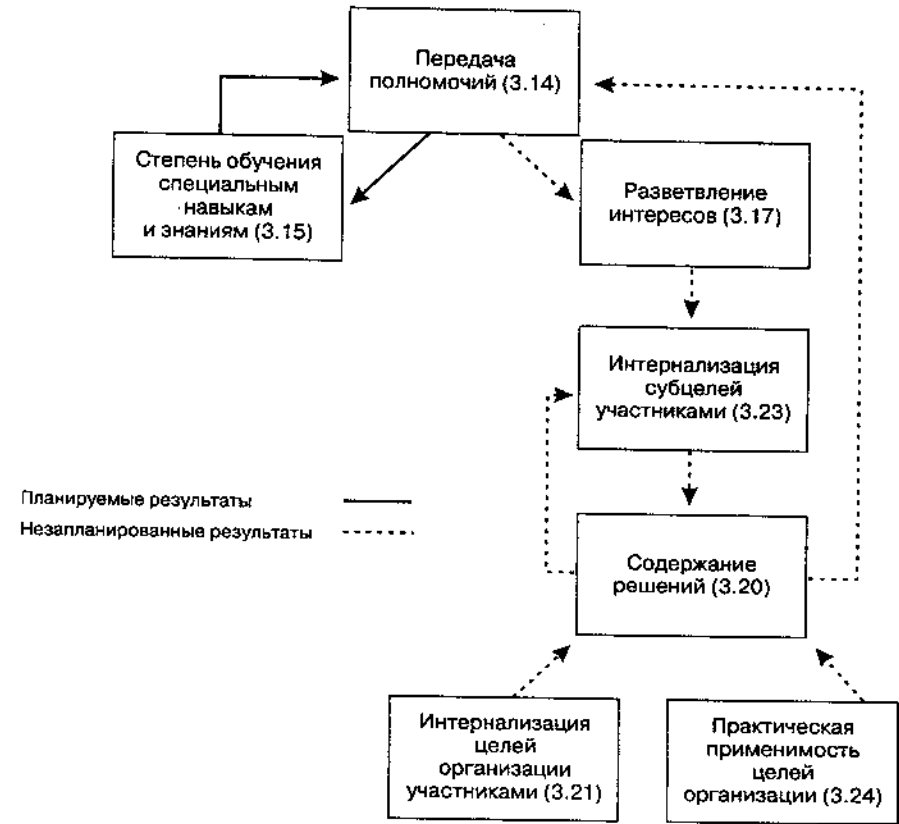 Передача
полномочий (3.14)
Степень обучения
специальным
навыкам
и знаниям (3.15)
Разветвление
интересов (3.17)
Интернализация
субцелей
участниками (3.23)
Планируемые результаты
Незапланированные результаты
Содержание
решений (3.20)
Интернализация
целей
организации
участниками (3.21)
Практическая
применимость
целей
организации (3.24)